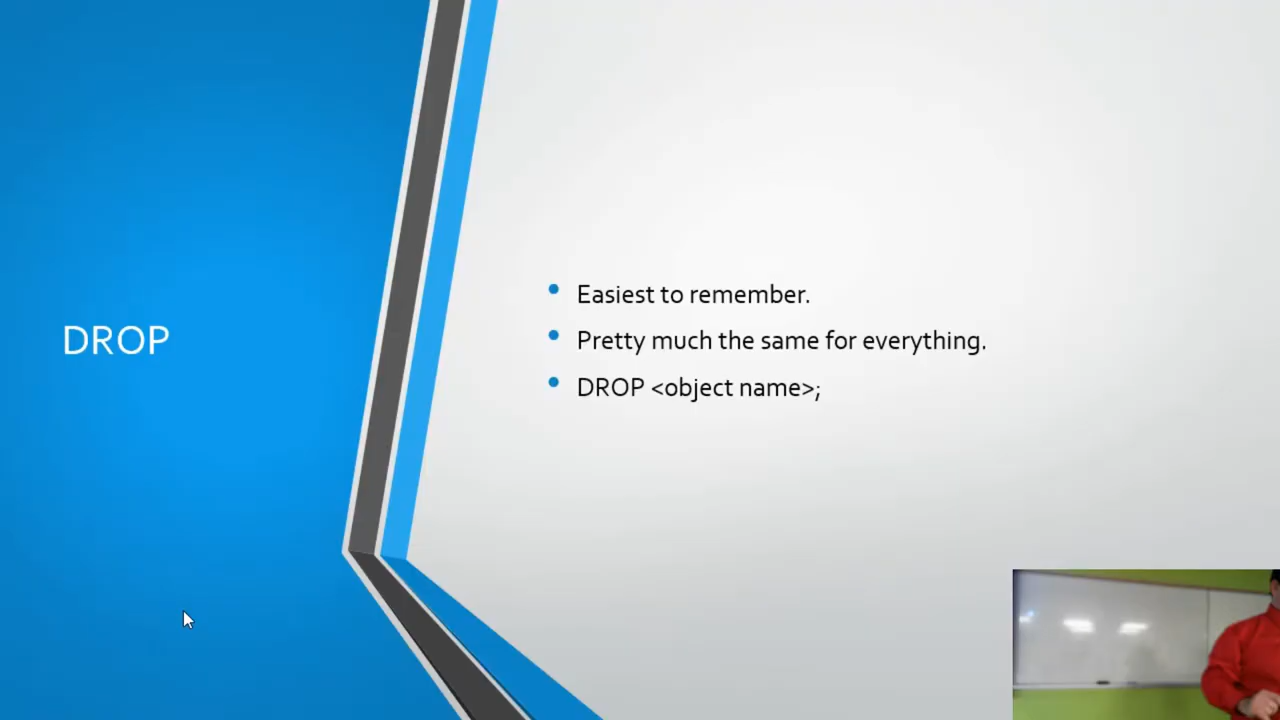 DROP
Easiest to remember.
Pretty much the same for everything.
DROP <object name>;